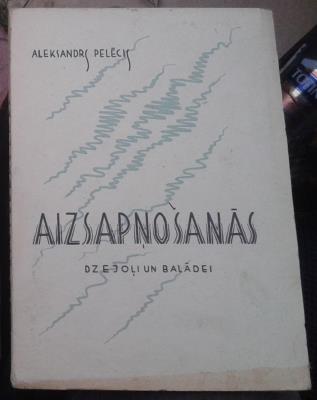 ALEKSANDRS PELĒCIS
AIZSAPŅOŠANĀS
DZEJOĻI UN BALĀDEI